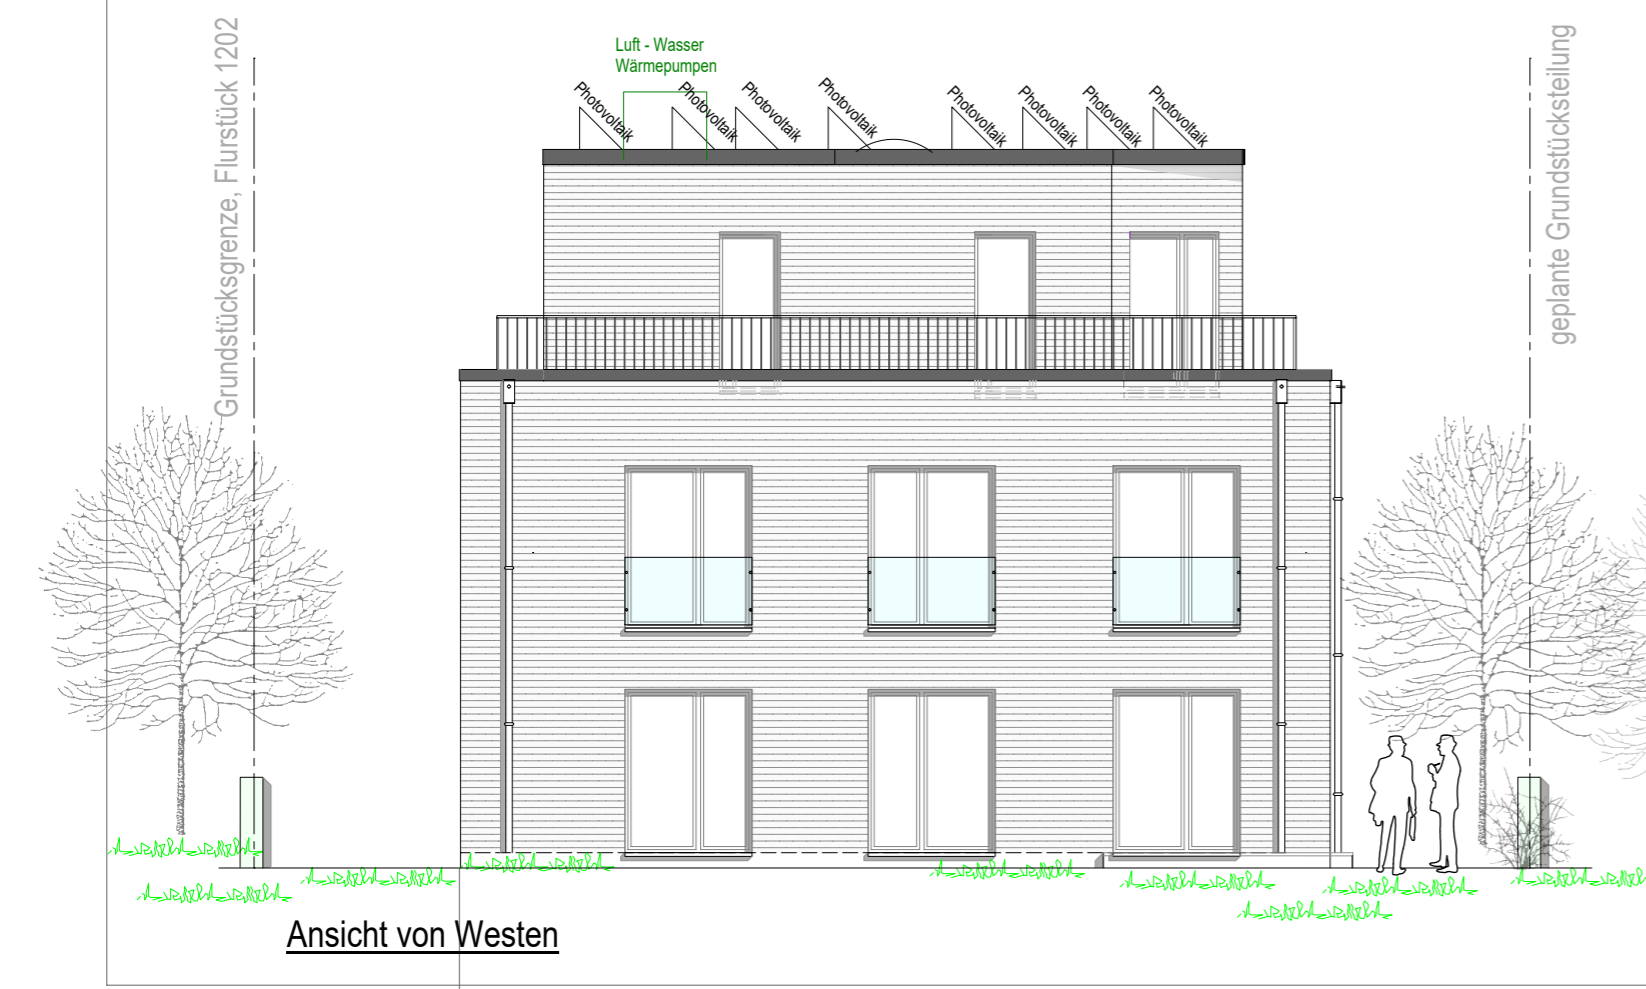 Grundstücksgrenze, Flurstück 1202
Luft - Wasser
Wärmepumpen
Photovoltaik
Photovoltaik
Photovoltaik
Photovoltaik
Photovoltaik
Photovoltaik
Photovoltaik
Photovoltaik
geplante Grundstücksteilung
Ansicht von Westen